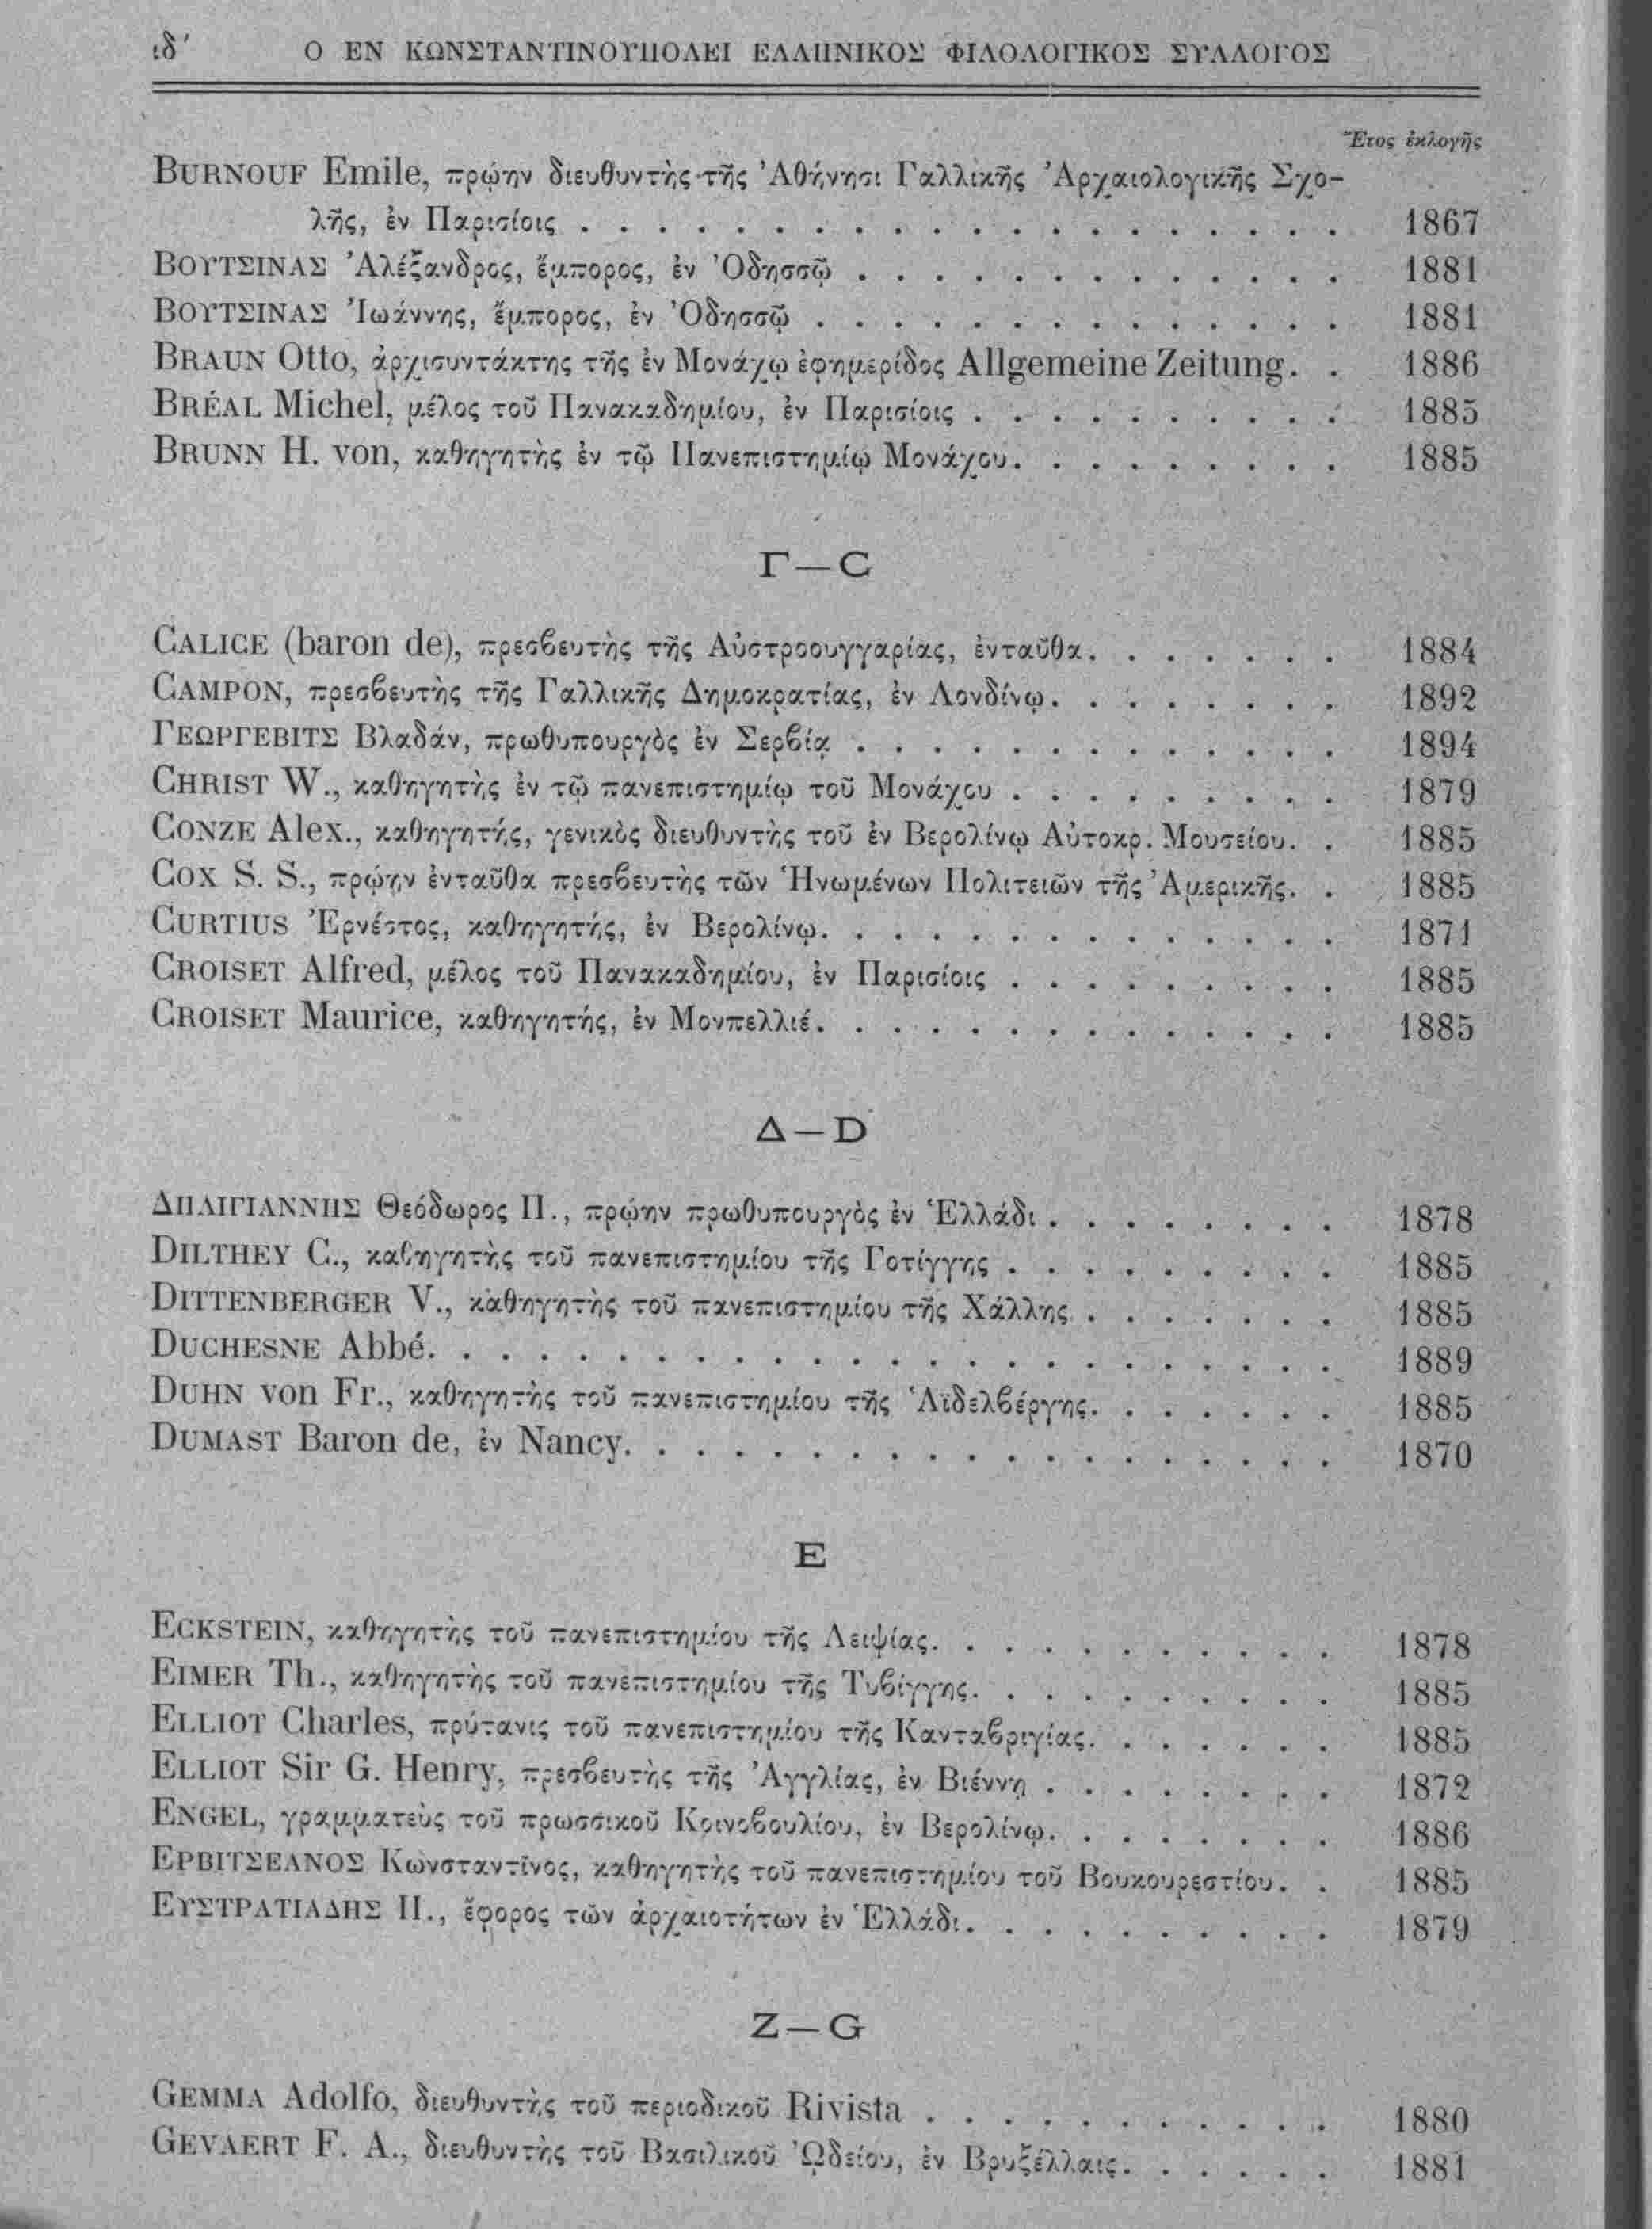 ιδ΄ Ο ΕΝ ΚΩΝΣΤΑΝΤΙΝΟΥΠΟΛΕΙ ΕΛΛΗΝΙΚΟΣ ΦΙΛΟΛΟΓΙΚΟΣ ΣΥΛΛΟΓΟΣ
Ἔτος ἐκλογῆς
BURNOUF Emile, πρώην διευθυντὴς τῆς Ἀθήνησι Γαλλικῆς Ἀρχαιολογικῆς Σχο-
λῆς, ἐν Παρισίοις . . . . . . . . . . . . . . . . . . . . 1867
ΒΟΥΤΣΙΝΑΣ Ἀλέξανδρος, ἔμπορος, ἐν Ὀδησσῷ . . . . . . . . . . . . . 1881
ΒΟΥΤΣΙΝΑΣ Ἰωάννης, ἔμπορος, ἐν Ὀδησσῷ . . . . . . . . . . . . . . 1881
BRAUN Otto, ἀρχισυντάκτης τῆς ἐν Μονάχῳ ἐφημερίδος Allgemeine Zeitung. . 1886
BRÉAL Michel, μέλος τοῦ Πανακαδημίου, ἐν Παρισίοις . . . . . . . . . . 1885
BRUNN H. von, καθηγητὴς ἐν τῷ Πανεπιστημίῳ Μονάχου. . . . . . . . . 1885
Γ — C
CALICE (baron de), πρεσβευτὴς τῆς Αὐστροουγγαρίας, ἐνταῦθα. . . . . . . 1884
CAMPON, πρεσβευτὴς τῆς Γαλλικῆς Δημοκρατίας, ἐν Λονδίνῳ. . . . . . . . 1892
ΓΕΩΡΓΕΒΙΤΣ Βλαδάν, πρωθυπουργὸς ἐν Σερβίᾳ . . . . . . . . . . . . . 1894
CHRIST W., καθηγητὴς ἐν τῷ πανεπιστημίῳ τοῦ Μονάχου . . . . . . . . . 1879
CONZE Alex., καθηγητής, γενικὸς διευθυντὴς τοῦ ἐν Βερολίνῳ Αὐτοκρ. Μουσείου. . 1885
COX S. S., πρώην ἐνταῦθα πρεσβευτὴς τῶν Ἡνωμένων Πολιτειῶν τῆς Ἀμερικῆς. . 1885
CURTIUS Ἐρνέστος, καθηγητής, ἐν Βερολίνῳ. . . . . . . . . . . . . . 1871
CROISET Alfred, μέλος τοῦ Πανακαδημίου, ἐν Παρισίοις . . . . . . . . . 1885
CROISET Maurice, καθηγητής, ἐν Μονπελλιέ. . . . . . . . . . . . . . 1885
Δ — D
ΔΗΛΙΓΙΑΝΝΗΣ Θεόδωρος Π., πρώην πρωθυπουργὸς ἐν Ἑλλάδι . . . . . . . . 1878
DILTHEY C., καθηγητὴς τοῦ πανεπιστημίου τῆς Γοτίγγης . . . . . . . . . 1885
DITTENBERGER V., καθηγητὴς τοῦ πανεπιστημίου τῆς Χάλλης . . . . . . . 1885
DUCHESNE Abbé. . . . . . . . . . . . . . . . . . . . . . . . 1889
DUHN von Fr., καθηγητὴς τοῦ πανεπιστημίου τῆς Ἁϊδελβέργης. . . . . . . 1885
DUMAST Baron de, ἐν Nancy. . . . . . . . . . . . . . . . . . . 1870
E
ECKSTEIN, καθηγητὴς τοῦ πανεπιστημίου τῆς Λειψίας. . . . . . . . . . . 1878
EIMER Th., καθηγητὴς τοῦ πανεπιστημίου τῆς Τυβίγγης. . . . . . . . . . 1885
ELLIOT Charles, πρύτανις τοῦ πανεπιστημίου τῆς Κανταβριγίας. . . . . . . 1885
ELLIOT Sir G. Henry, πρεσβευτὴς τῆς Ἀγγλίας, ἐν Βιέννῃ . . . . . . . . 1872
ENGEL, γραμματεὺς τοῦ πρωσσικοῦ Κοινοβουλίου, ἐν Βερολίνῳ. . . . . . . . 1886
ΕΡΒΙΤΣΕΑΝΟΣ Κωνσταντῖνος, καθηγητὴς τοῦ πανεπιστημίου τοῦ Βουκουρεστίου. . 1885
ΕΥΣΤΡΑΤΙΑΔΗΣ Π., ἔφορος τῶν ἀρχαιοτήτων ἐν Ἑλλάδι. . . . . . . . . . 1879
Z — G
GEMMA Adolfo, διευθυντὴς τοῦ περιοδικοῦ Rivista . . . . . . . . . . . 1880
GEVAERT F. A., διευθυντὴς τοῦ Βασιλικοῦ Ὠδείου, ἐν Βρυξέλλαις. . . . . . 1881